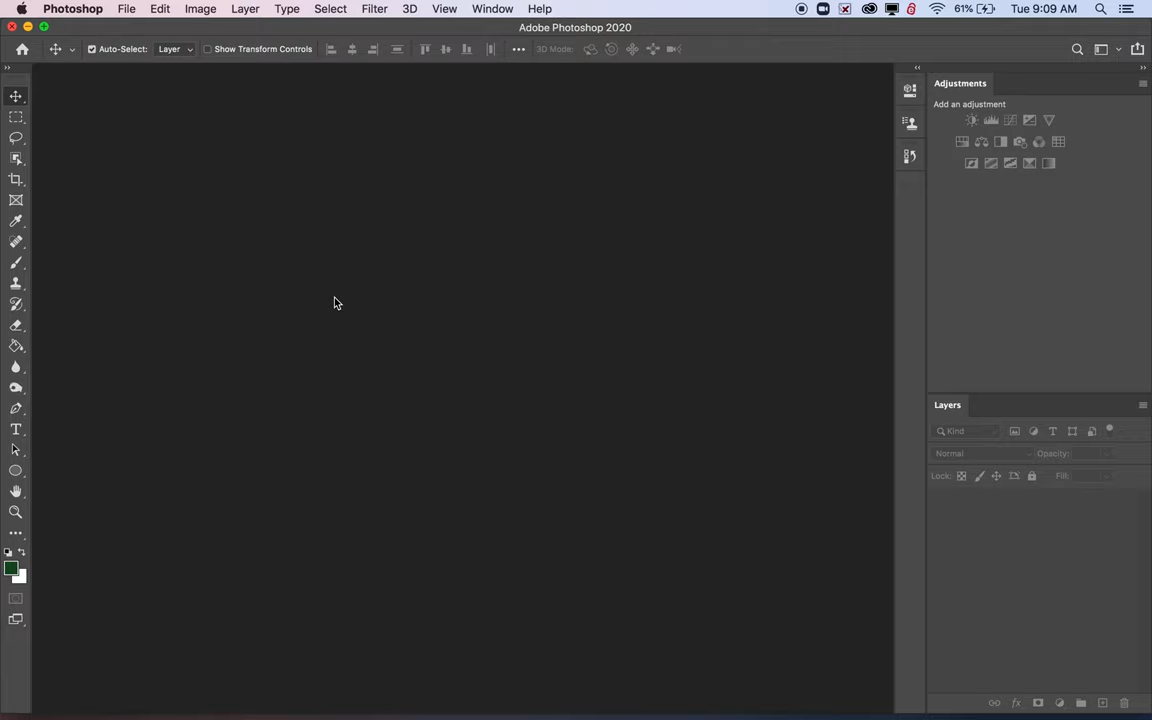 Photoshop File Edit Image Layer Type Select Filter 3D View Window Help 61% Tue 9:09 AM
Adobe Photoshop 2020
Auto-Select: Layer Show Transform Controls 3D Mode:
Adjustments
Add an adjustment
Layers
Kind
Normal Opacity:
Lock: Fill: